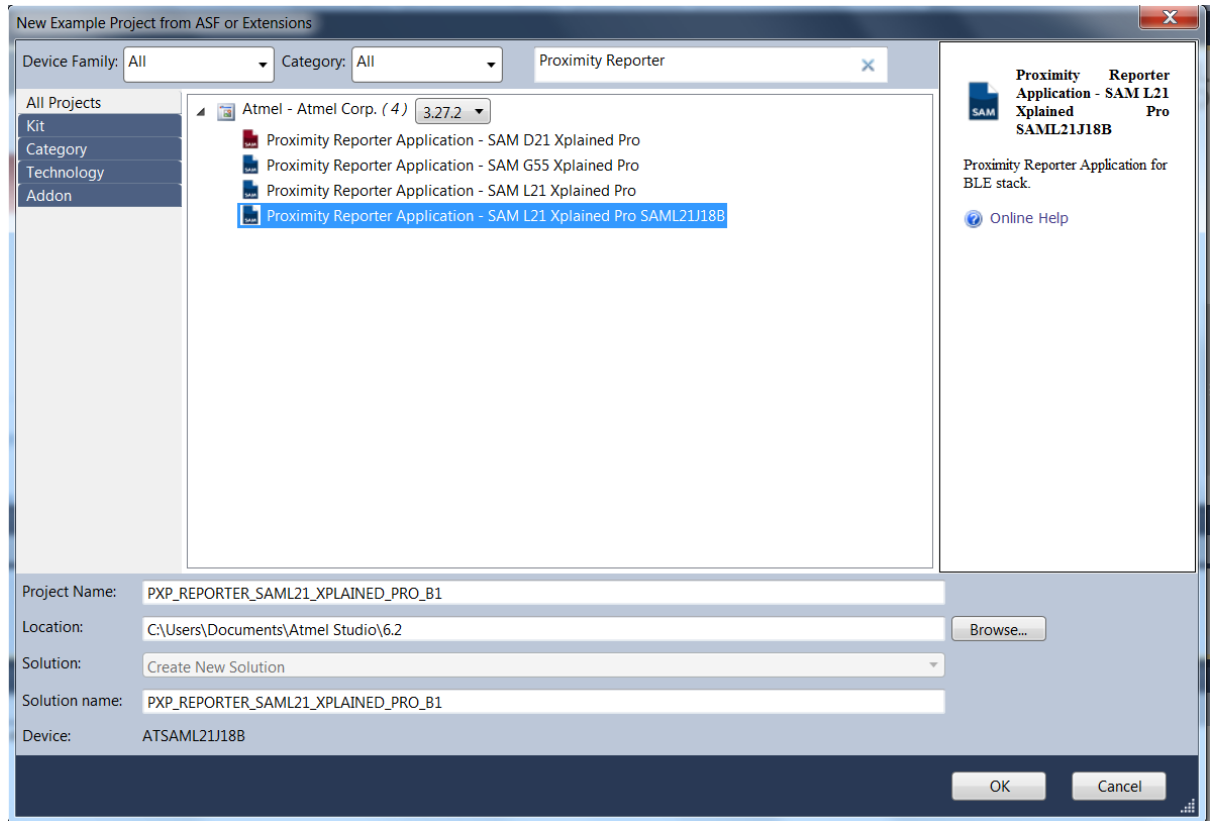 New Example Project from ASF or Extensions
X
Device Family: All Category: All Proximity Reporter
All Projects
Kit
Category
Technology
Addon
Atmel - Atmel Corp. (4) 3.27.2
Proximity Reporter Application - SAM D21 Xplained Pro
Proximity Reporter Application - SAM G55 Xplained Pro
Proximity Reporter Application - SAM L21 Xplained Pro
Proximity Reporter Application - SAM L21 Xplained Pro SAML21J18B
SAM
Proximity Reporter
Application - SAM L21
Xplained Pro
SAML21J18B
Proximity Reporter Application for
BLE stack.
Online Help
Project Name: PXP_REPORTER_SAML21_XPLAINED_PRO_B1
Location: C:\Users\Documents\Atmel Studio\6.2 Browse...
Solution: Create New Solution
Solution name: PXP_REPORTER_SAML21_XPLAINED_PRO_B1
Device: ATSAML21J18B
OK Cancel